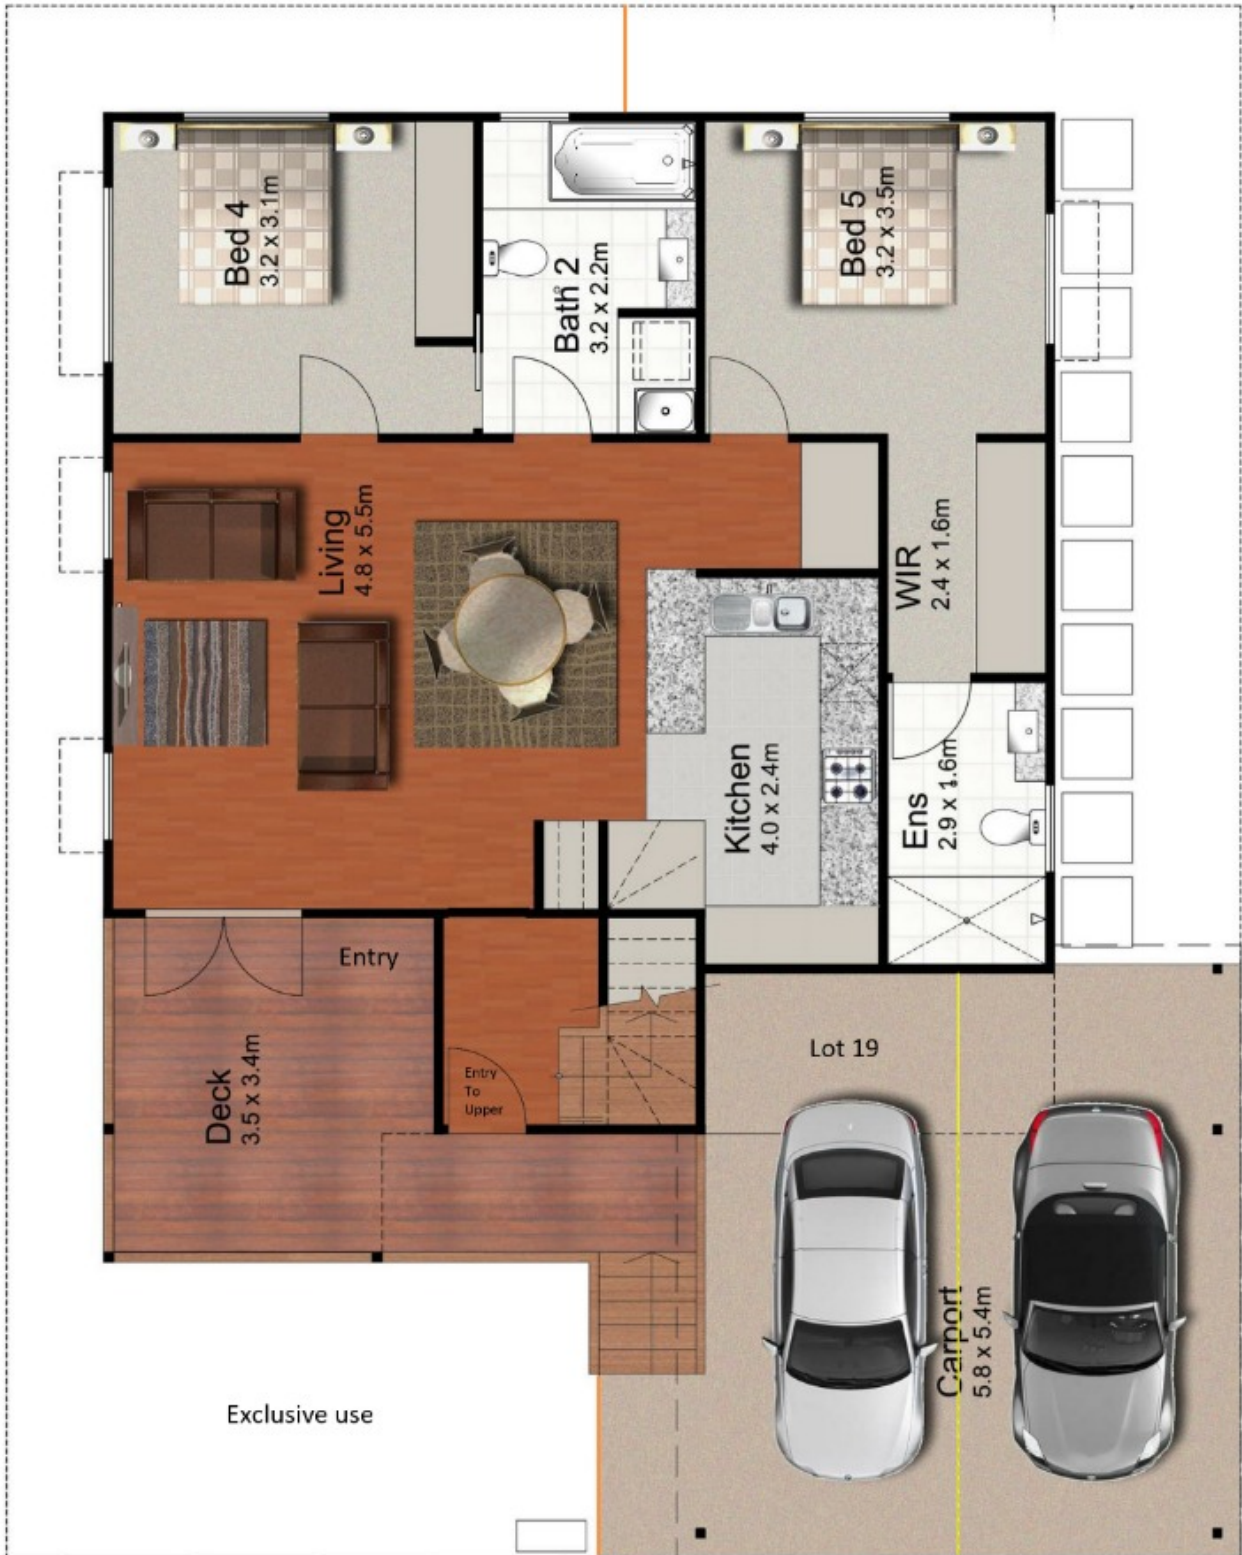 Bed 4
3.2 x 3.1m
Bath 2
3.2 x 2.2m
Bed 5
3.2 x 3.5m
Living
4.8 x 5.5m
WIR
2.4 x 1.6m
Kitchen
4.0 x 2.4m
Ens
2.9 x 1.6m
Entry
Deck
3.5 x 3.4m
Entry
To
Upper
Lot 19
Carport
5.8 x 5.4m
Exclusive use